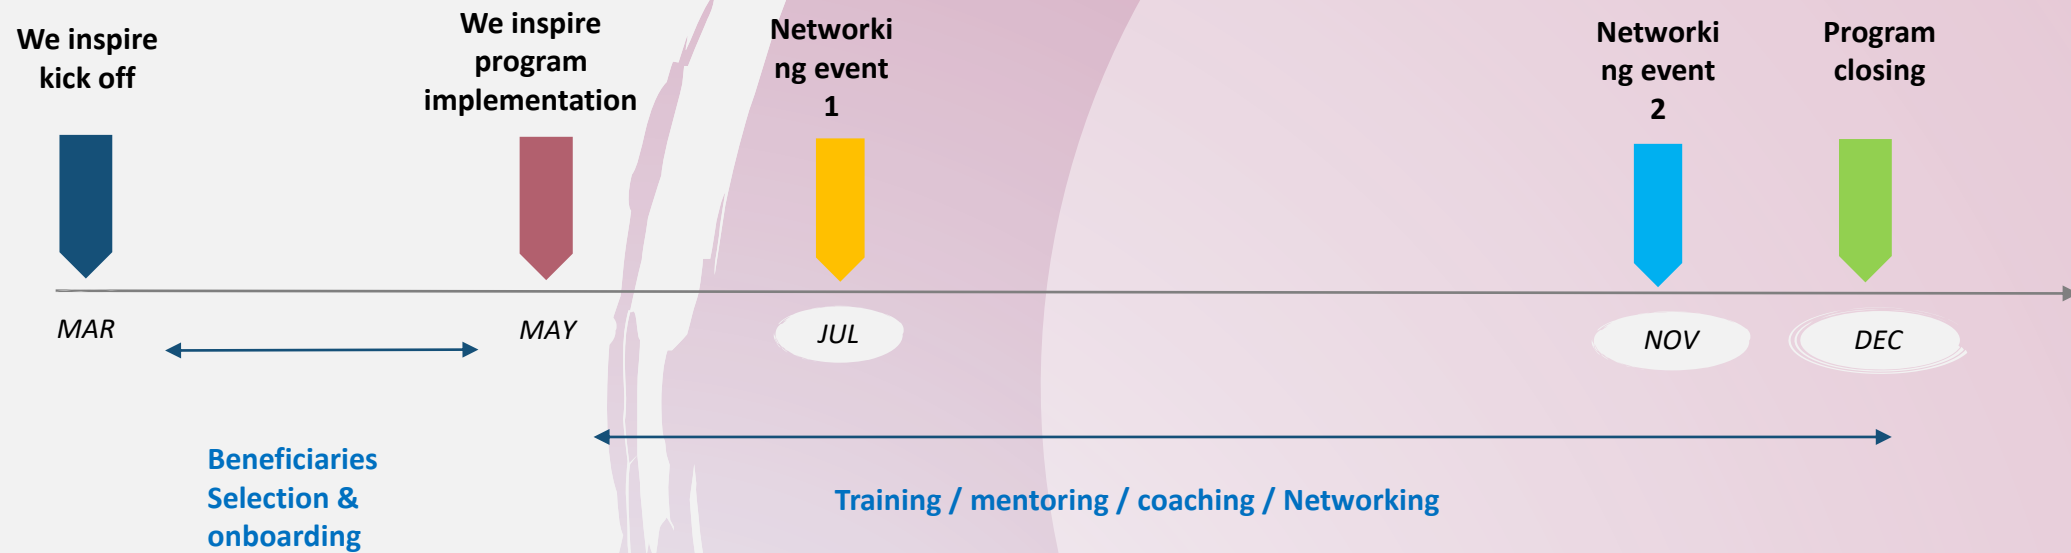 We inspire
kick off
We inspire
program
implementation
Networki
ng event
1
Networki
ng event
2
Program
closing
MAR
MAY
JUL
NOV
DEC
Beneficiaries
Selection &
onboarding
Training / mentoring / coaching / Networking